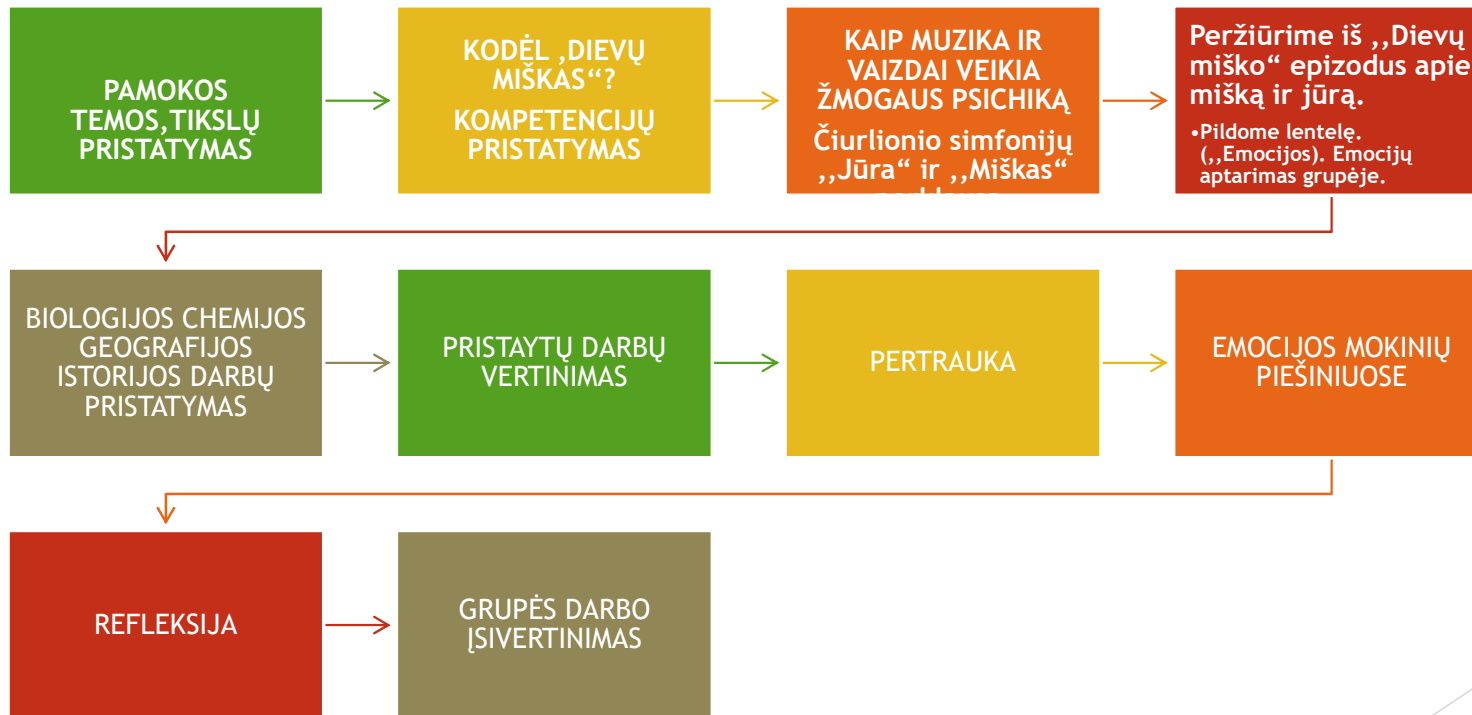 PAMOKOS
TEMOS,TIKSLŲ
PRISTATYMAS
KODĖL ‚DIEVŲ
MIŠKAS“?
KOMPETENCIJŲ
PRISTATYMAS
KAIP MUZIKA IR
VAIZDAI VEIKIA
ŽMOGAUS PSICHIKĄ
Čiurlionio simfonijų
,,Jūra“ ir ,,Miškas“
Peržiūrime iš ,,Dievų
miško“ epizodus apie
mišką ir jūrą.
•Pildome lentelę.
(,,Emocijos). Emocijų
aptarimas grupėje.
BIOLOGIJOS CHEMIJOS
GEOGRAFIJOS
ISTORIJOS DARBŲ
PRISTATYMAS
PRISTAYTŲ DARBŲ
VERTINIMAS
PERTRAUKA
EMOCIJOS MOKINIŲ
PIEŠINIUOSE
REFLEKSIJA
GRUPĖS DARBO
ĮSIVERTINIMAS